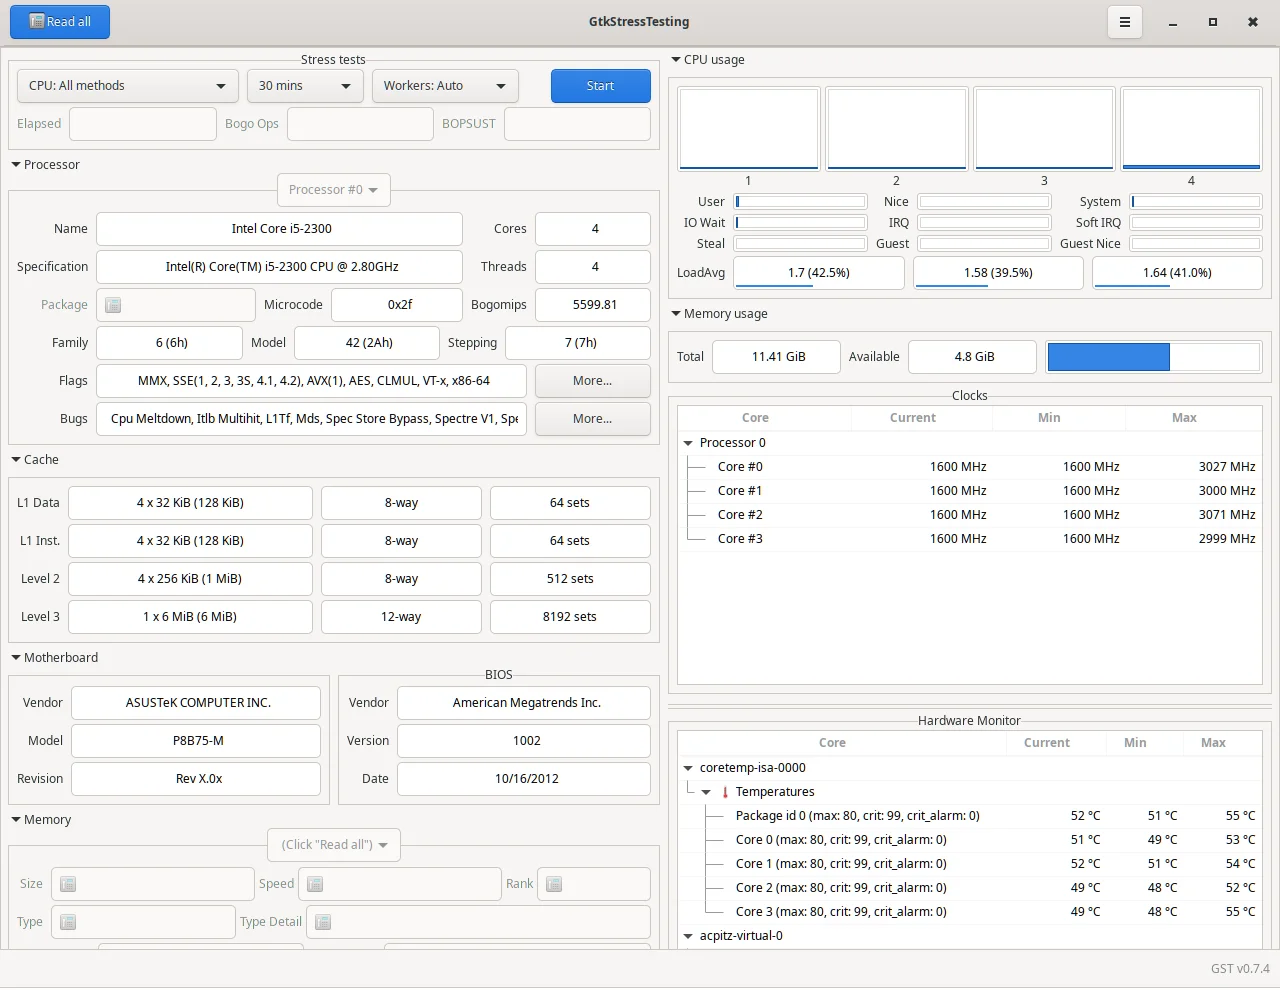 Read all
GtkStressTesting
Stress tests
CPU: All methods 30 mins Workers: Auto Start
Elapsed Bogo Ops BOPSUST
Processor
Processor #0
Name Intel Core i5-2300 Cores 4
Specification Intel(R) Core(TM) i5-2300 CPU @ 2.80GHz Threads 4
Package Microcode 0x2f Bogomips 5599.81
Family 6 (6h) Model 42 (2Ah) Stepping 7 (7h)
Flags MMX, SSE(1, 2, 3, 3S, 4.1, 4.2), AVX(1), AES, CLMUL, VT-x, x86-64 More...
Bugs Cpu Meltdown, Itlb Multihit, L1Tf, Mds, Spec Store Bypass, Spectre V1, Spe More...
Cache
L1 Data 4 x 32 KiB (128 KiB) 8-way 64 sets
L1 Inst. 4 x 32 KiB (128 KiB) 8-way 64 sets
Level 2 4 x 256 KiB (1 MiB) 8-way 512 sets
Level 3 1 x 6 MiB (6 MiB) 12-way 8192 sets
Motherboard
Vendor ASUSTeK COMPUTER INC.
Model P8B75-M
Revision Rev X.0x
BIOS
Vendor American Megatrends Inc.
Version 1002
Date 10/16/2012
Memory
(Click "Read all")
Size Speed Rank
Type Type Detail
CPU usage
1 2 3 4
User Nice System
IO Wait IRQ Soft IRQ
Steal Guest Guest Nice
LoadAvg 1.7 (42.5%) 1.58 (39.5%) 1.64 (41.0%)
Memory usage
Total 11.41 GiB Available 4.8 GiB
Clocks
Core Current Min Max
Processor 0
Core #0 1600 MHz 1600 MHz 3027 MHz
Core #1 1600 MHz 1600 MHz 3000 MHz
Core #2 1600 MHz 1600 MHz 3071 MHz
Core #3 1600 MHz 1600 MHz 2999 MHz
Hardware Monitor
Core Current Min Max
coretemp-isa-0000
Temperatures
Package id 0 (max: 80, crit: 99, crit_alarm: 0) 52 °C 51 °C 55 °C
Core 0 (max: 80, crit: 99, crit_alarm: 0) 51 °C 49 °C 53 °C
Core 1 (max: 80, crit: 99, crit_alarm: 0) 52 °C 51 °C 54 °C
Core 2 (max: 80, crit: 99, crit_alarm: 0) 49 °C 48 °C 52 °C
Core 3 (max: 80, crit: 99, crit_alarm: 0) 49 °C 48 °C 55 °C
acpitz-virtual-0
GST v0.7.4